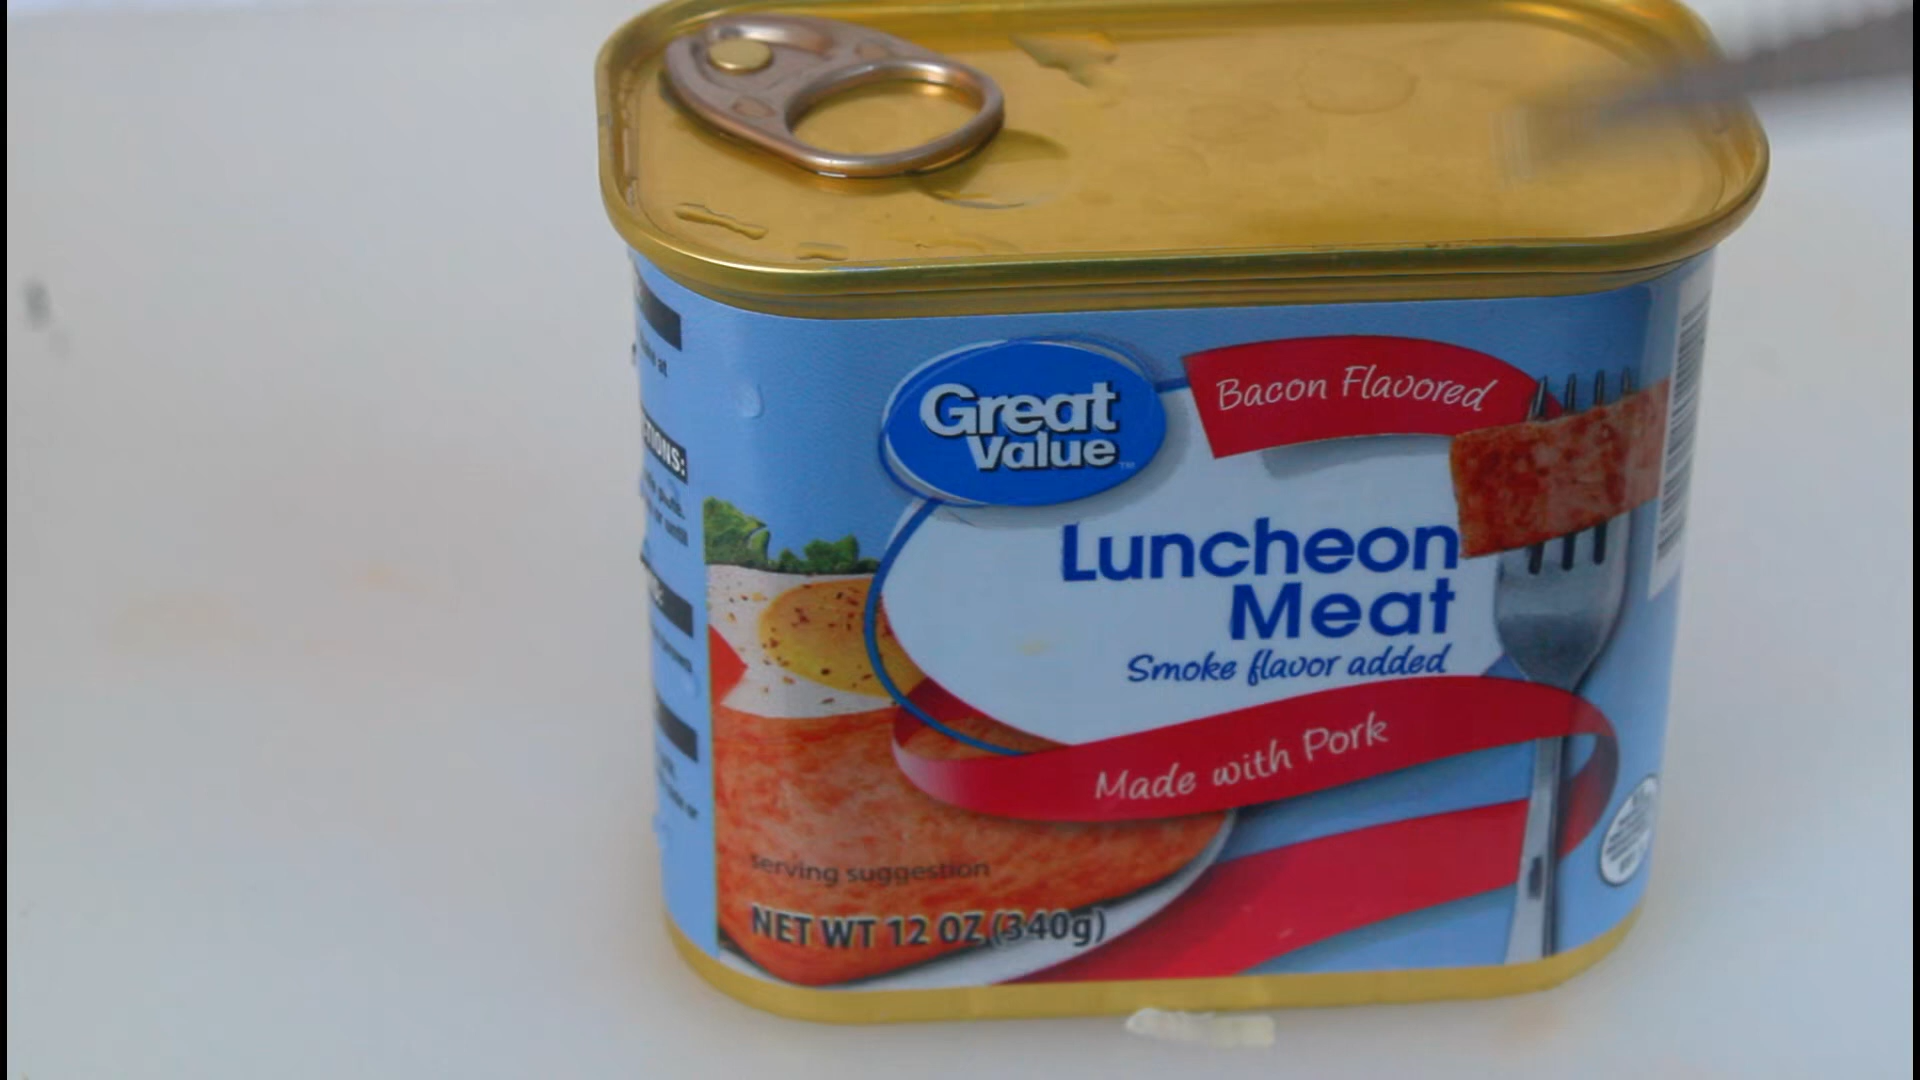 Great
Value
Bacon Flavored
Luncheon
Meat
Smoke flavor added
Made with Pork
serving suggestion
NET WT 12 OZ (340g)